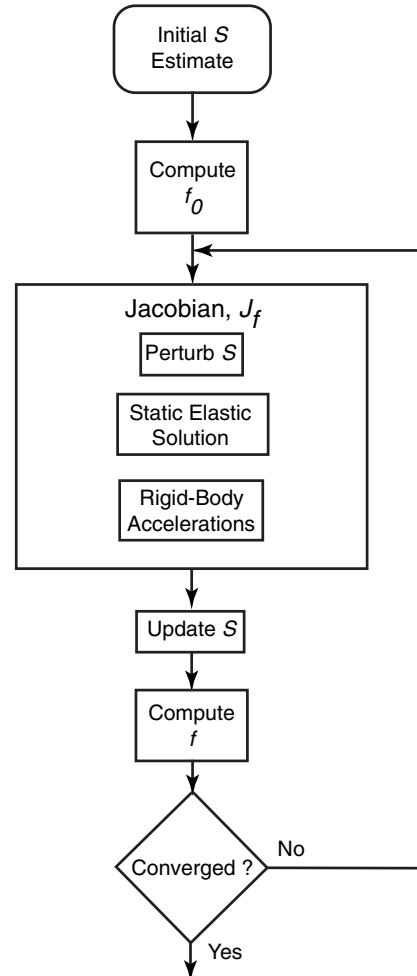 Initial S
Estimate
Compute
f0
Jacobian, Jf
Perturb S
Static Elastic
Solution
Rigid-Body
Accelerations
Update S
Compute
f
Converged ?
No
Yes